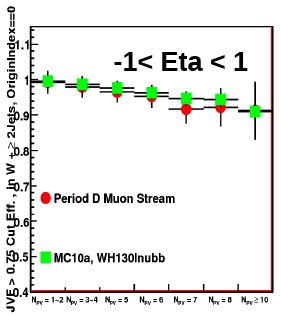 JVF > 0.75 Cut Eff. , In W + ≥ 2Jets, OriginIndex==0
-1< Eta < 1
1.1
1
0.9
0.8
0.7
0.6
0.5
0.4
Period D Muon Stream
MC10a, WH130lnubb
N_PV = 1-2 N_PV = 3-4 N_PV = 5 N_PV = 6 N_PV = 7 N_PV = 8 N_PV ≥ 10